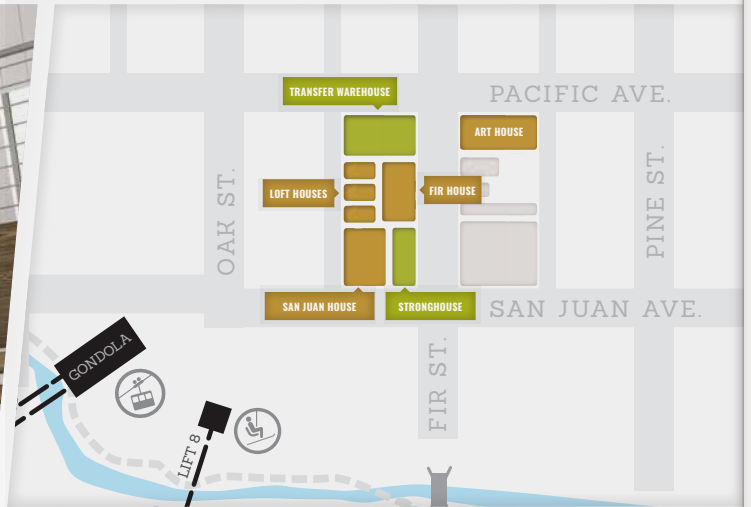 TRANSFER WAREHOUSE
PACIFIC AVE.
ART HOUSE
LOFT HOUSES
FIR HOUSE
OAK ST.
PINE ST.
SAN JUAN HOUSE
STRONGHOUSE
SAN JUAN AVE.
GONDOLA
FIR ST.
LIFT 8